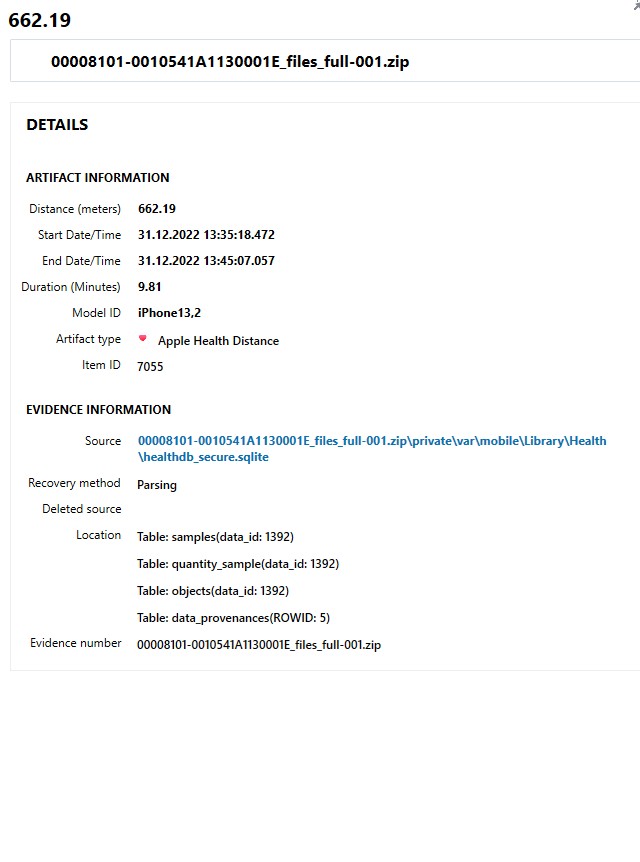 662.19
00008101-0010541A1130001E_files_full-001.zip
DETAILS
ARTIFACT INFORMATION
Distance (meters) 662.19
Start Date/Time 31.12.2022 13:35:18.472
End Date/Time 31.12.2022 13:45:07.057
Duration (Minutes) 9.81
Model ID iPhone13,2
Artifact type Apple Health Distance
Item ID 7055
EVIDENCE INFORMATION
Source 00008101-0010541A1130001E_files_full-001.zip\private\var\mobile\Library\Health
\healthdb_secure.sqlite
Recovery method Parsing
Deleted source
Location Table: samples(data_id: 1392)
Table: quantity_sample(data_id: 1392)
Table: objects(data_id: 1392)
Table: data_provenances(ROWID: 5)
Evidence number 00008101-0010541A1130001E_files_full-001.zip